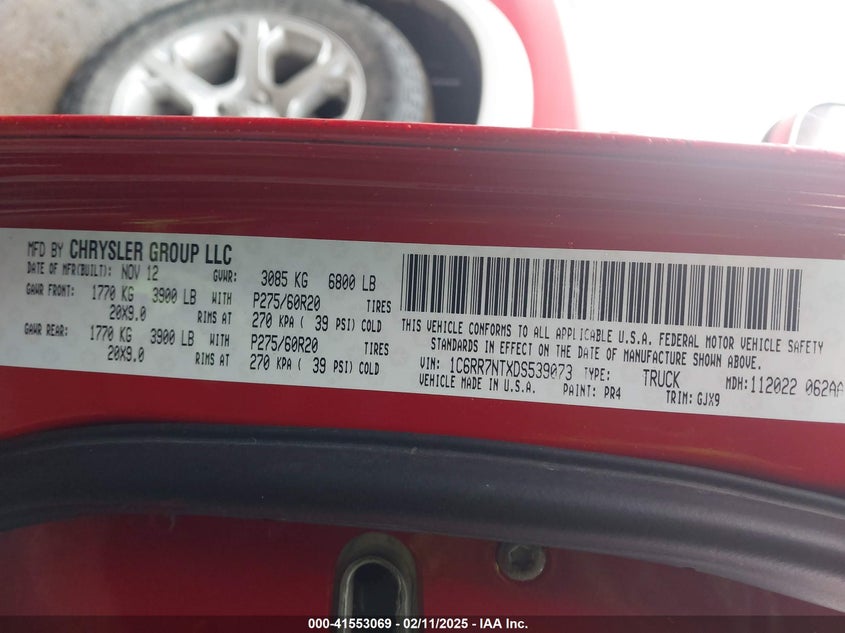 MFD BY CHRYSLER GROUP LLC
DATE OF MFR(BUILT): NOV 12 GVWR: 3085 KG 6800 LB
GAWR FRONT: 1770 KG 3900 LB WITH P275/60R20 TIRES
20X9.0 RIMS AT 270 KPA ( 39 PSI) COLD
GAWR REAR: 1770 KG 3900 LB WITH P275/60R20 TIRES
20X9.0 RIMS AT 270 KPA ( 39 PSI) COLD
THIS VEHICLE CONFORMS TO ALL APPLICABLE U.S.A. FEDERAL MOTOR VEHICLE SAFETY
STANDARDS IN EFFECT ON THE DATE OF MANUFACTURE SHOWN ABOVE.
VIN: 1C6RR7NTXDS539073 TYPE: TRUCK MDH: 112022 062AA
VEHICLE MADE IN U.S.A. PAINT: PR4 TRIM: GJX9
000-41553069 - 02/11/2025 - IAA Inc.